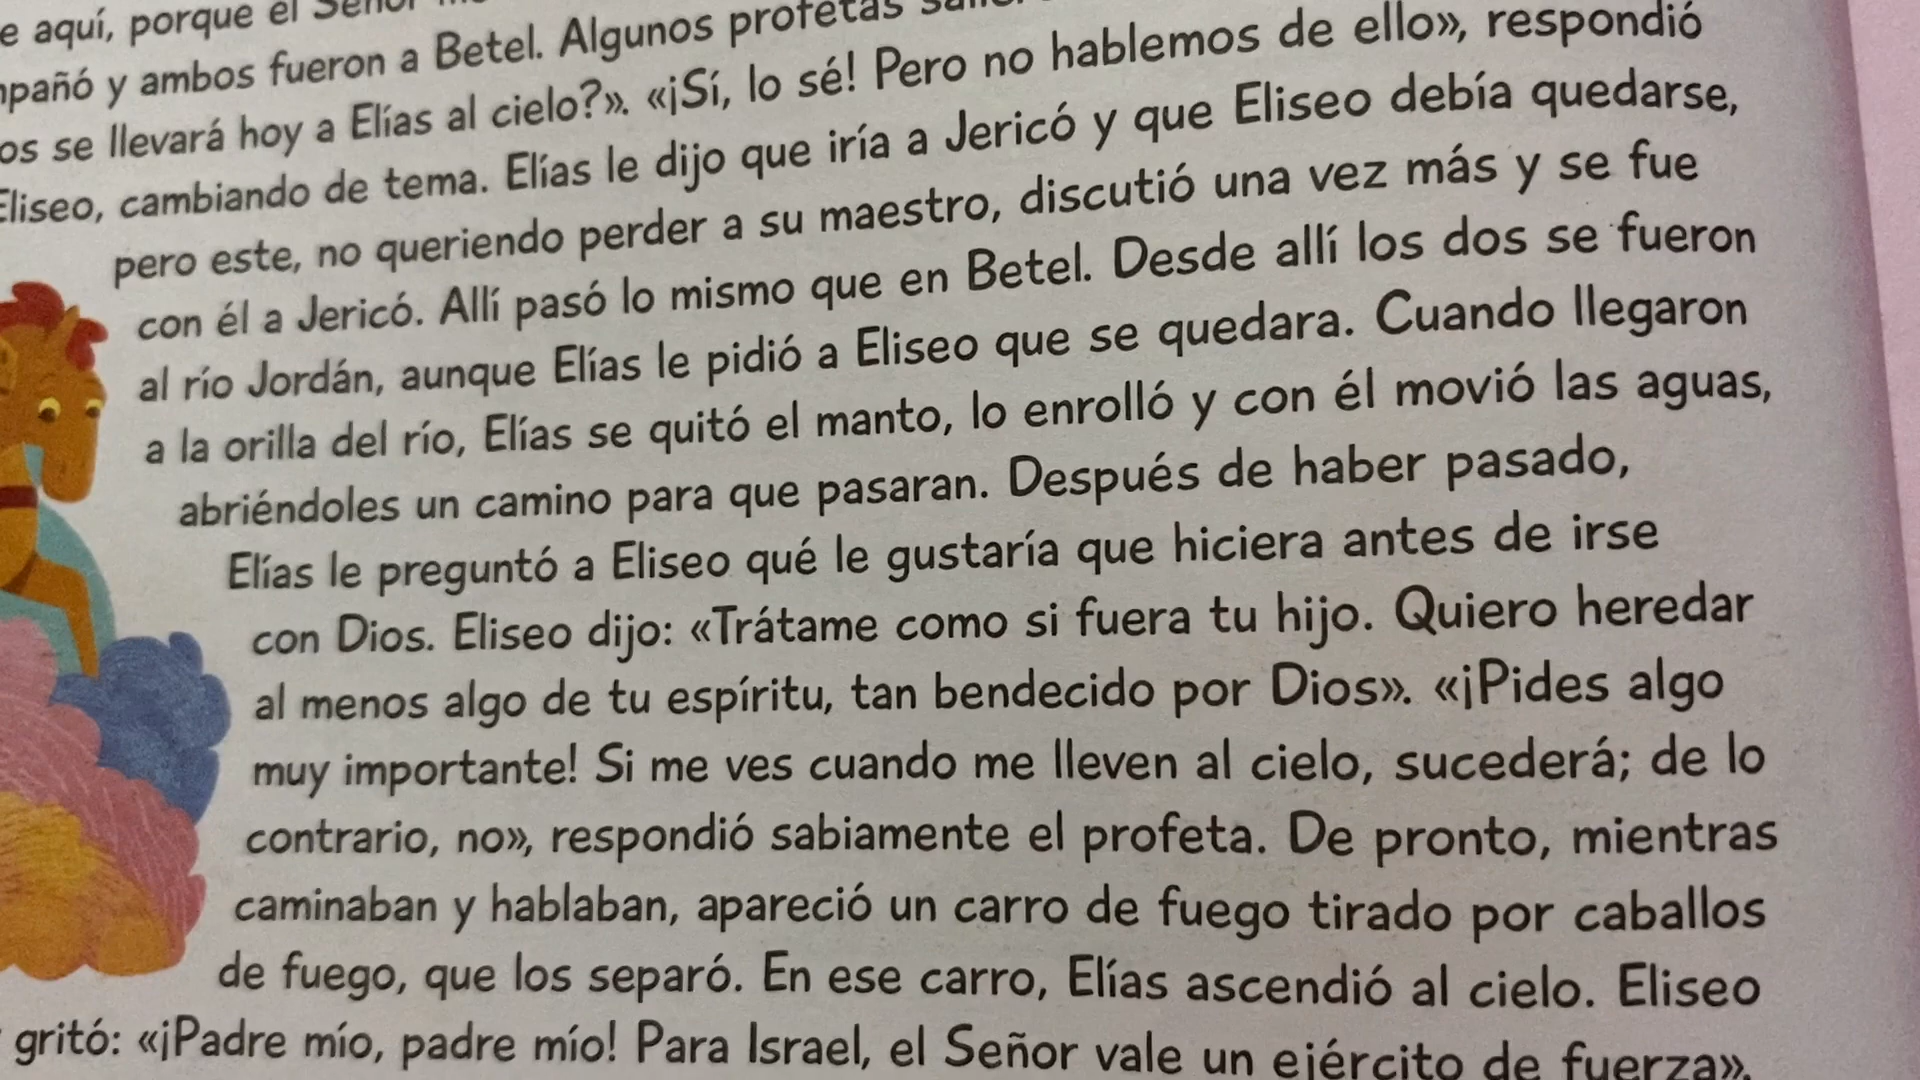 e aquí, porque el Señor
mpañó y ambos fueron a Betel. Algunos profetas
os se llevará hoy a Elías al cielo?». «¡Sí, lo sé! Pero no hablemos de ello», respondió
Eliseo, cambiando de tema. Elías le dijo que iría a Jericó y que Eliseo debía quedarse,
pero este, no queriendo perder a su maestro, discutió una vez más y se fue
con él a Jericó. Allí pasó lo mismo que en Betel. Desde allí los dos se fueron
al río Jordán, aunque Elías le pidió a Eliseo que se quedara. Cuando llegaron
a la orilla del río, Elías se quitó el manto, lo enrolló y con él movió las aguas,
abriéndoles un camino para que pasaran. Después de haber pasado,
Elías le preguntó a Eliseo qué le gustaría que hiciera antes de irse
con Dios. Eliseo dijo: «Trátame como si fuera tu hijo. Quiero heredar
al menos algo de tu espíritu, tan bendecido por Dios». «¡Pides algo
muy importante! Si me ves cuando me lleven al cielo, sucederá; de lo
contrario, no», respondió sabiamente el profeta. De pronto, mientras
caminaban y hablaban, apareció un carro de fuego tirado por caballos
de fuego, que los separó. En ese carro, Elías ascendió al cielo. Eliseo
gritó: «¡Padre mío, padre mío! Para Israel, el Señor vale un ejército de fuerza».